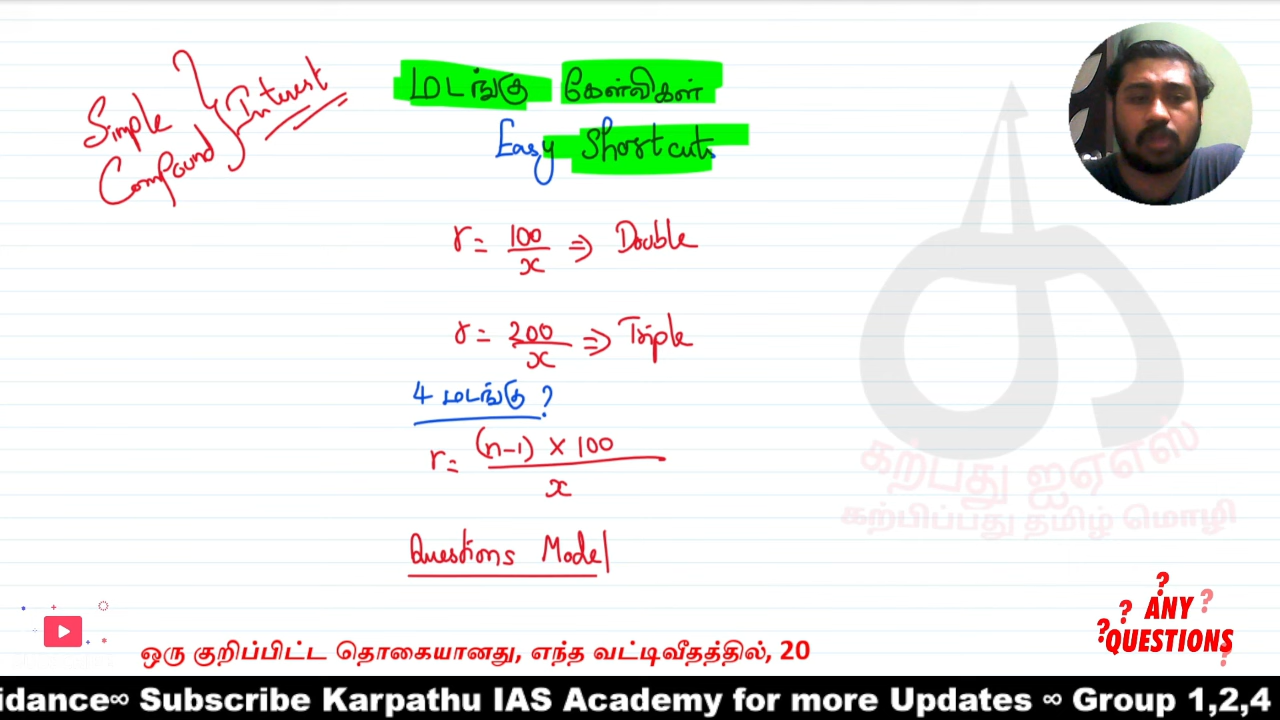 Simple
Compound } Interest
மடங்கு கேள்விகள்
Easy Shortcuts
r = 100/x ⇒ Double
r = 200/x ⇒ Triple
4 மடங்கு ?
r = (n-1) × 100 / x
Questions Model
கற்பது ஐஏஎஸ்
கற்பிப்பது தமிழ் மொழி
? ANY ?
? QUESTIONS
ஒரு குறிப்பிட்ட தொகையானது, எந்த வட்டிவீதத்தில், 20
idance∞ Subscribe Karpathu IAS Academy for more Updates ∞ Group 1,2,4